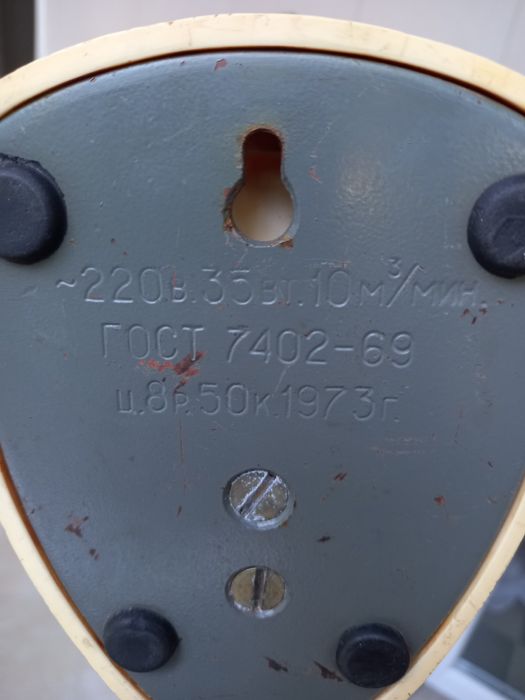 ~220в.35вт.10м³/мин.
ГОСТ 7402-69
ц.8р.50к.1973г.